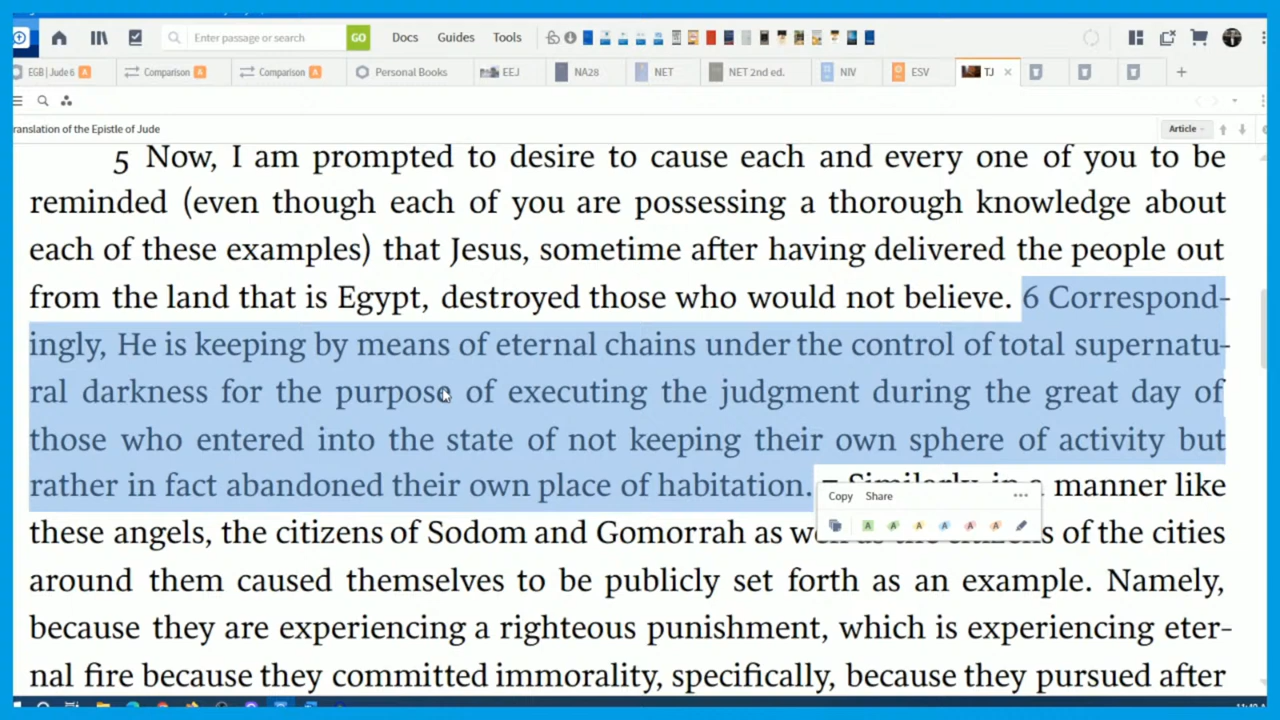 Enter passage or search
GO
Docs Guides Tools
EGB | Jude 6 A
Comparison A
Comparison A
Personal Books
EEJ
NA28
NET
NET 2nd ed.
NIV
ESV
TJ
ranslation of the Epistle of Jude
Article
5 Now, I am prompted to desire to cause each and every one of you to be
reminded (even though each of you are possessing a thorough knowledge about
each of these examples) that Jesus, sometime after having delivered the people out
from the land that is Egypt, destroyed those who would not believe. 6 Correspond-
ingly, He is keeping by means of eternal chains under the control of total supernatu-
ral darkness for the purpose of executing the judgment during the great day of
those who entered into the state of not keeping their own sphere of activity but
rather in fact abandoned their own place of habitation. 7 Similarly in a manner like
Copy Share
these angels, the citizens of Sodom and Gomorrah as well as the citizens of the cities
around them caused themselves to be publicly set forth as an example. Namely,
because they are experiencing a righteous punishment, which is experiencing eter-
nal fire because they committed immorality, specifically, because they pursued after